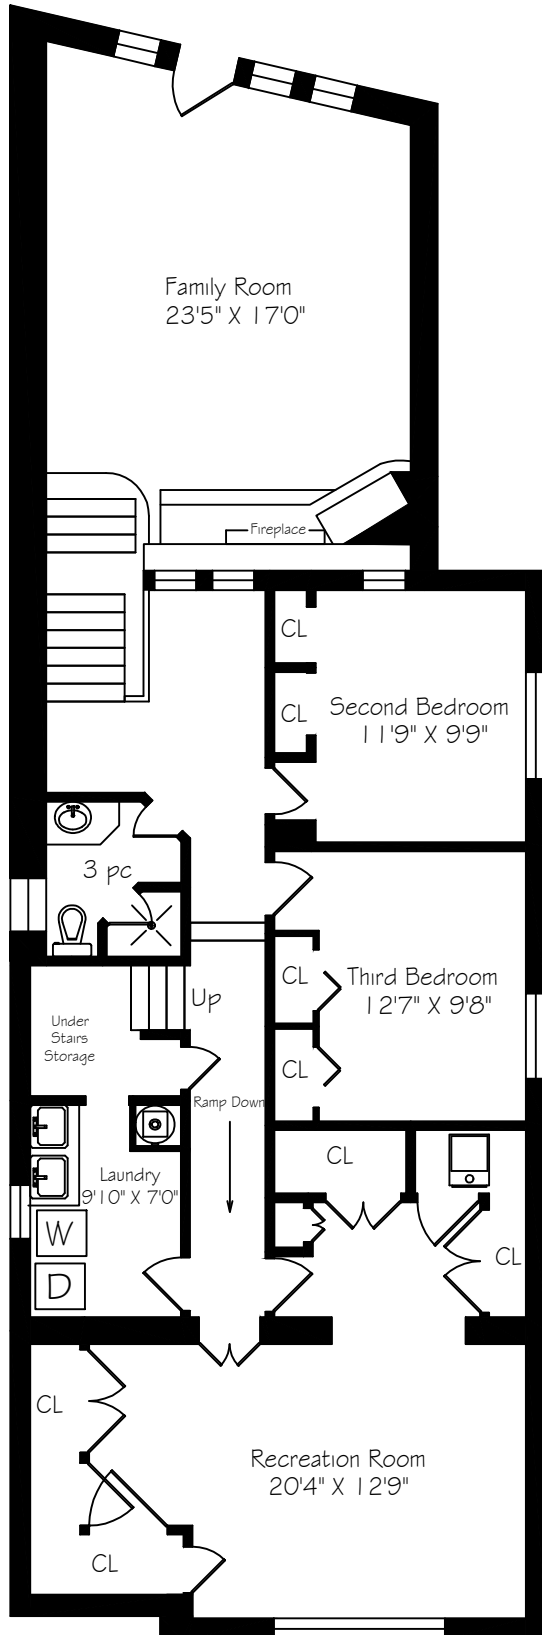 Family Room
23'5" X 17'0"
Fireplace
CL
CL
Second Bedroom
11'9" X 9'9"
3 pc
CL
Third Bedroom
12'7" X 9'8"
Up
Under
Stairs
Storage
CL
Ramp Down
CL
Laundry
9'10" X 7'0"
W
CL
D
CL
Recreation Room
20'4" X 12'9"
CL